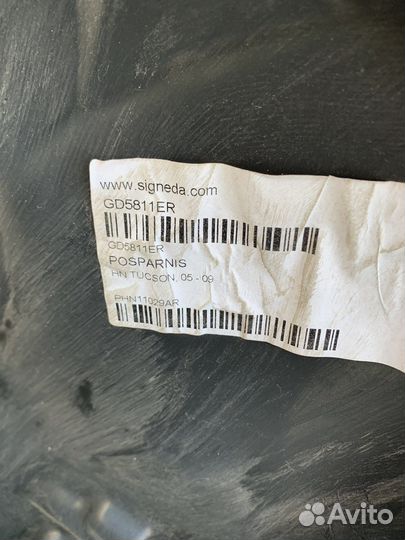 www.signeda.com
GD5811ER
GD5811ER
POSPARNIS
HN TUCSON, 05 - 09
PHN11029AR
Avito